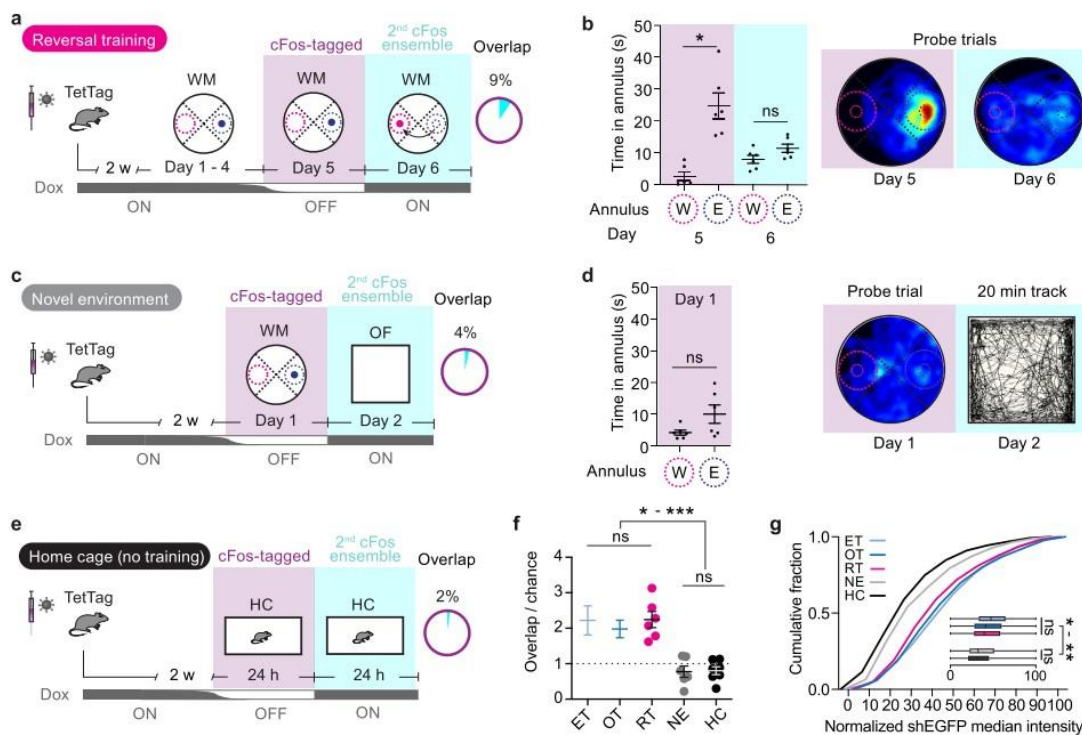 a
Reversal training
cFos-tagged
2nd cFos
ensemble
Overlap
TetTag
WM
WM
WM
9%
2 w
Day 1 - 4
Day 5
Day 6
Dox
ON
OFF
ON
b
Time in annulus (s)
50
40
30
20
10
0
*
ns
Annulus
W
E
W
E
Day
5
6
Probe trials
Day 5
Day 6
c
Novel environment
cFos-tagged
2nd cFos
ensemble
Overlap
TetTag
WM
OF
4%
2 w
Day 1
Day 2
Dox
ON
OFF
ON
d
Time in annulus (s)
50
40
30
20
10
0
Day 1
ns
Annulus
W
E
Probe trial
20 min track
Day 1
Day 2
e
Home cage (no training)
cFos-tagged
2nd cFos
ensemble
Overlap
TetTag
HC
HC
2%
2 w
24 h
24 h
Dox
ON
OFF
ON
f
Overlap / chance
5
4
3
2
1
0
* - ***
ns
ns
ET
OT
RT
NE
HC
g
Cumulative fraction
1.0
0.5
0.0
ET
OT
RT
NE
HC
ns
ns
* - **
0
100
0 10 20 30 40 50 60 70 80 90 100
Normalized shEGFP median intensity